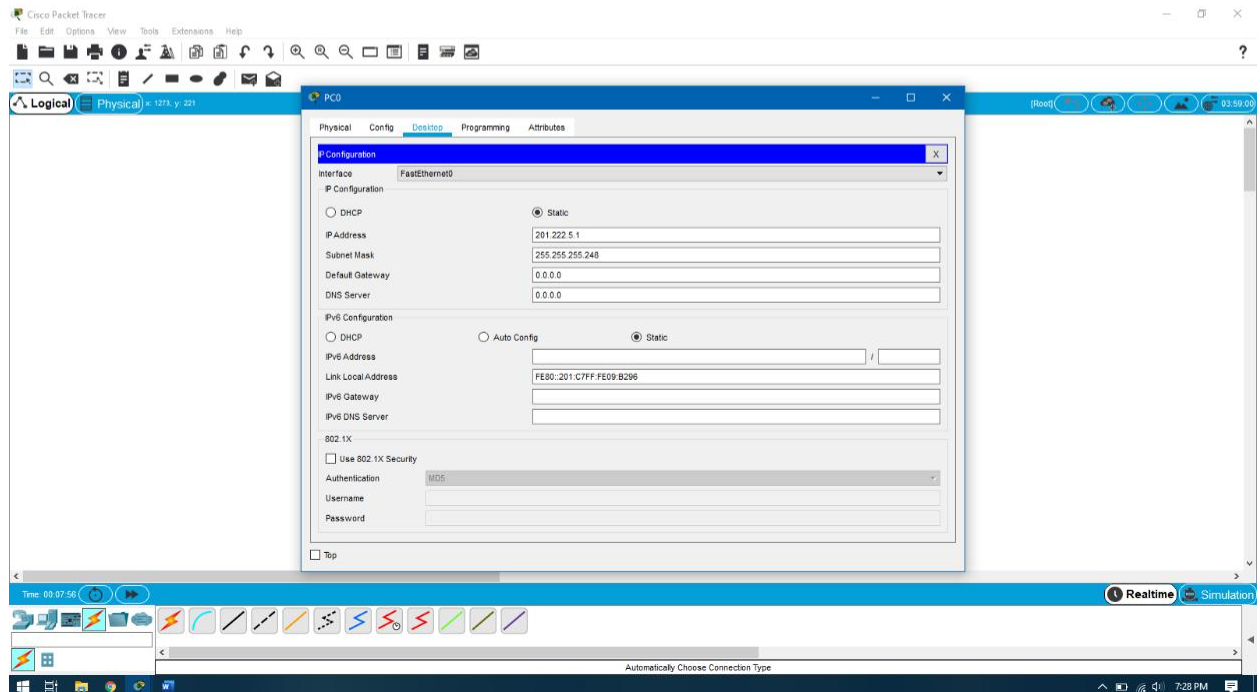 Cisco Packet Tracer
File Edit Options View Tools Extensions Help
?
Logical Physical x: 1273, y: 221
[Root] 03:59:00
PC0
Physical Config Desktop Programming Attributes
IP Configuration X
Interface FastEthernet0
IP Configuration
DHCP Static
IP Address 201.222.5.1
Subnet Mask 255.255.255.248
Default Gateway 0.0.0.0
DNS Server 0.0.0.0
IPv6 Configuration
DHCP Auto Config Static
IPv6 Address /
Link Local Address FE80::201:C7FF:FE09:B296
IPv6 Gateway
IPv6 DNS Server
802.1X
Use 802.1X Security
Authentication MD5
Username
Password
Top
Time: 00:07:56 Realtime Simulation
Automatically Choose Connection Type
7:28 PM